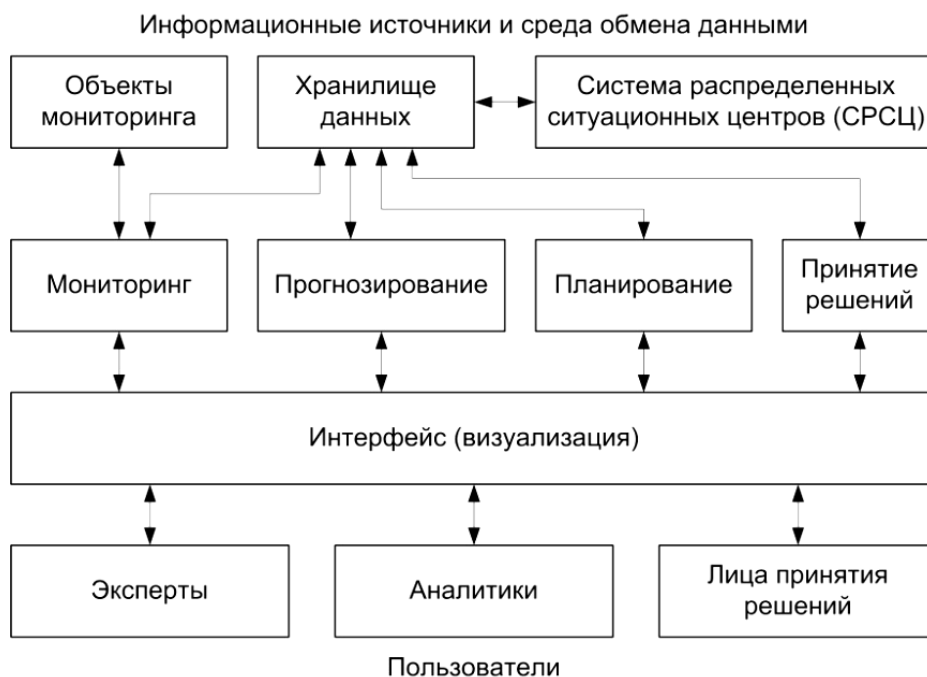 Информационные источники и среда обмена данными
Объекты
мониторинга
Хранилище
данных
Система распределенных
ситуационных центров (СРСЦ)
Мониторинг
Прогнозирование
Планирование
Принятие
решений
Интерфейс (визуализация)
Эксперты
Аналитики
Лица принятия
решений
Пользователи